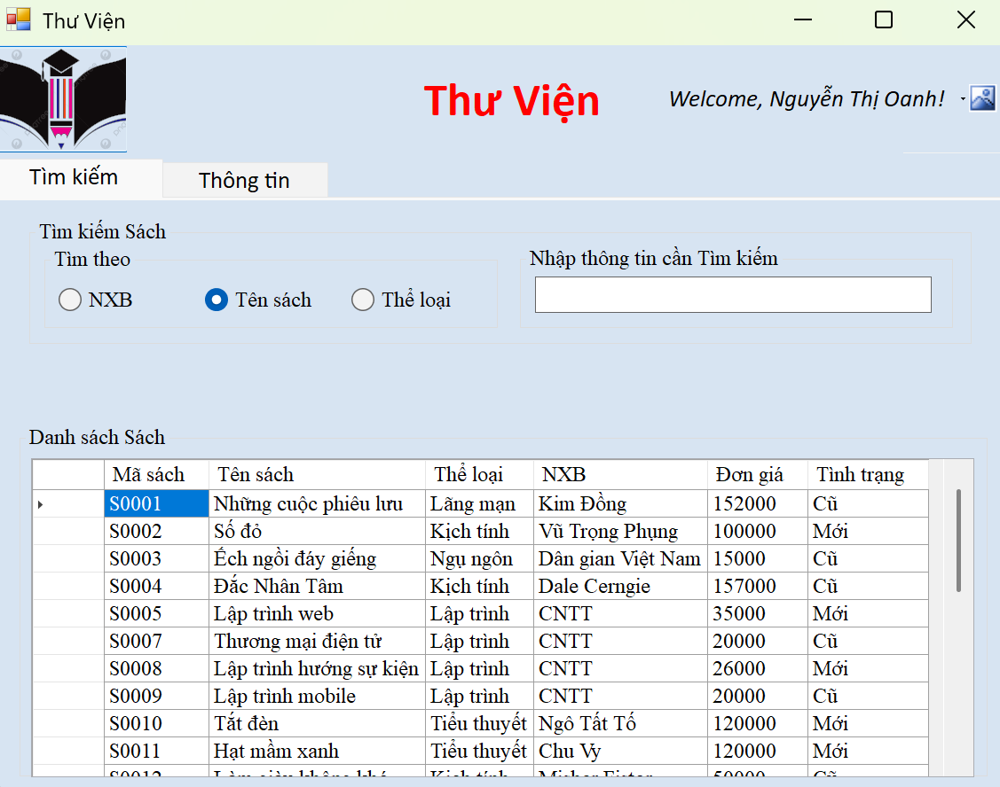 Thư Viện
Thư Viện
Welcome, Nguyễn Thị Oanh!
Tìm kiếm Thông tin
Tìm kiếm Sách
Tìm theo
NXB Tên sách Thể loại
Nhập thông tin cần Tìm kiếm
Danh sách Sách
Mã sách Tên sách Thể loại NXB Đơn giá Tình trạng
S0001 Những cuộc phiêu lưu Lãng mạn Kim Đồng 152000 Cũ
S0002 Số đỏ Kịch tính Vũ Trọng Phụng 100000 Mới
S0003 Ếch ngồi đáy giếng Ngụ ngôn Dân gian Việt Nam 15000 Cũ
S0004 Đắc Nhân Tâm Kịch tính Dale Cerngie 157000 Cũ
S0005 Lập trình web Lập trình CNTT 35000 Mới
S0007 Thương mại điện tử Lập trình CNTT 20000 Cũ
S0008 Lập trình hướng sự kiện Lập trình CNTT 26000 Mới
S0009 Lập trình mobile Lập trình CNTT 20000 Cũ
S0010 Tắt đèn Tiểu thuyết Ngô Tất Tố 120000 Mới
S0011 Hạt mầm xanh Tiểu thuyết Chu Vy 120000 Mới